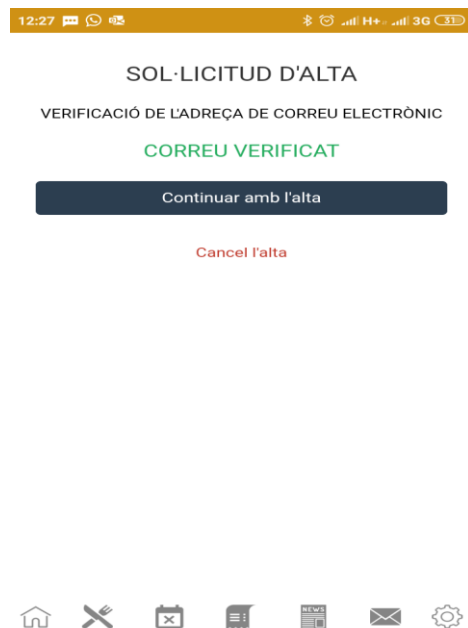 12:27 H+ 3G 31
SOL·LICITUD D'ALTA
VERIFICACIÓ DE L'ADREÇA DE CORREU ELECTRÒNIC
CORREU VERIFICAT
Continuar amb l'alta
Cancel l'alta
NEWS